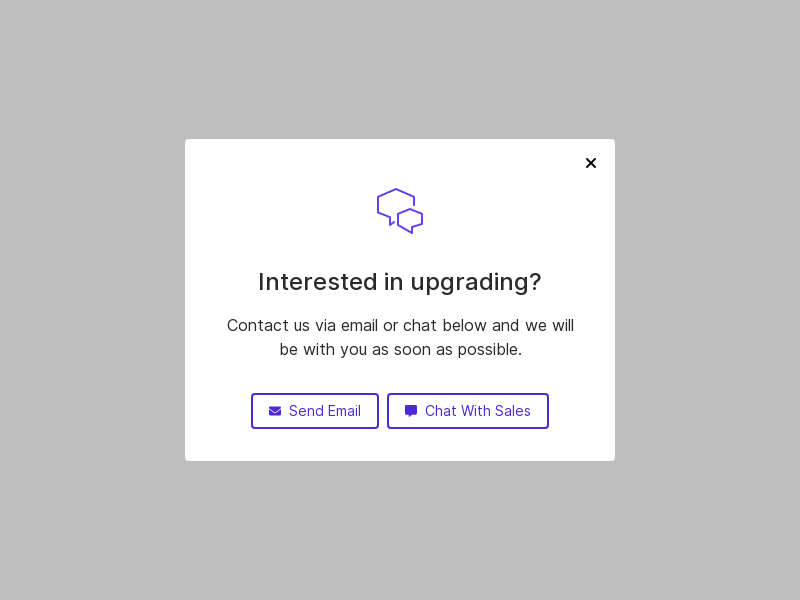 Interested in upgrading?
Contact us via email or chat below and we will
be with you as soon as possible.
Send Email
Chat With Sales